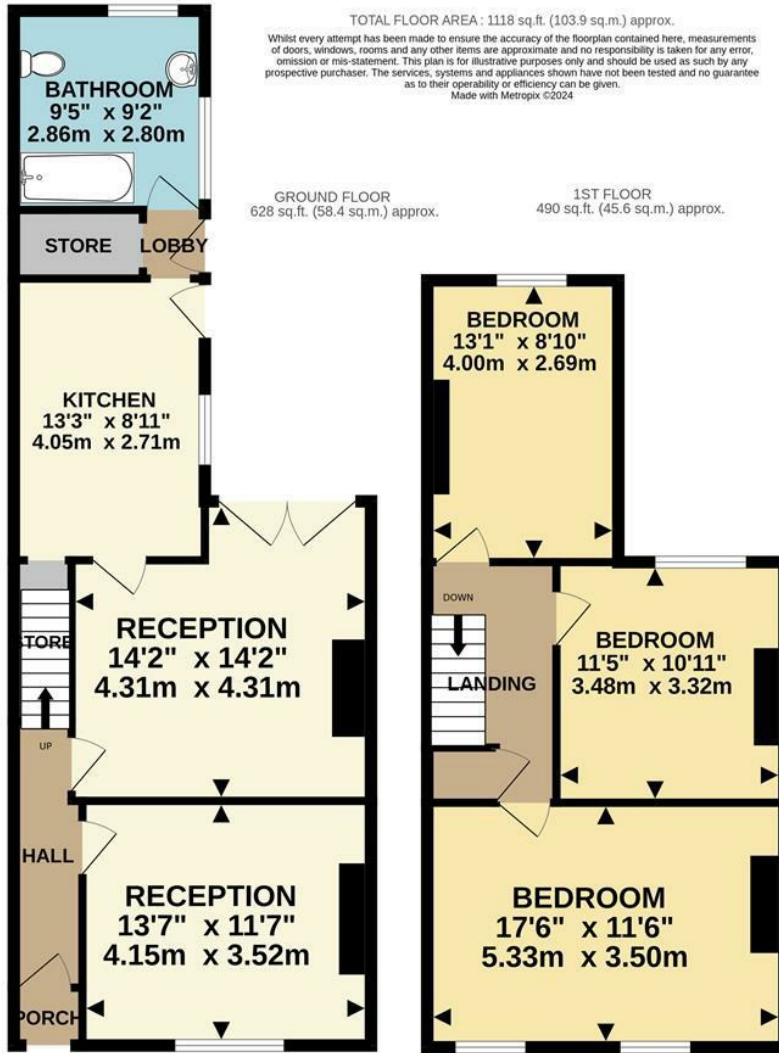 TOTAL FLOOR AREA : 1118 sq.ft. (103.9 sq.m.) approx.
Whilst every attempt has been made to ensure the accuracy of the floorplan contained here, measurements
of doors, windows, rooms and any other items are approximate and no responsibility is taken for any error,
omission or mis-statement. This plan is for illustrative purposes only and should be used as such by any
prospective purchaser. The services, systems and appliances shown have not been tested and no guarantee
as to their operability or efficiency can be given.
Made with Metropix ©2024
GROUND FLOOR
628 sq.ft. (58.4 sq.m.) approx.
BATHROOM
9'5" x 9'2"
2.86m x 2.80m
STORE
LOBBY
KITCHEN
13'3" x 8'11"
4.05m x 2.71m
RECEPTION
14'2" x 14'2"
4.31m x 4.31m
STORE
UP
HALL
RECEPTION
13'7" x 11'7"
4.15m x 3.52m
PORCH
1ST FLOOR
490 sq.ft. (45.6 sq.m.) approx.
BEDROOM
13'1" x 8'10"
4.00m x 2.69m
DOWN
LANDING
BEDROOM
11'5" x 10'11"
3.48m x 3.32m
BEDROOM
17'6" x 11'6"
5.33m x 3.50m